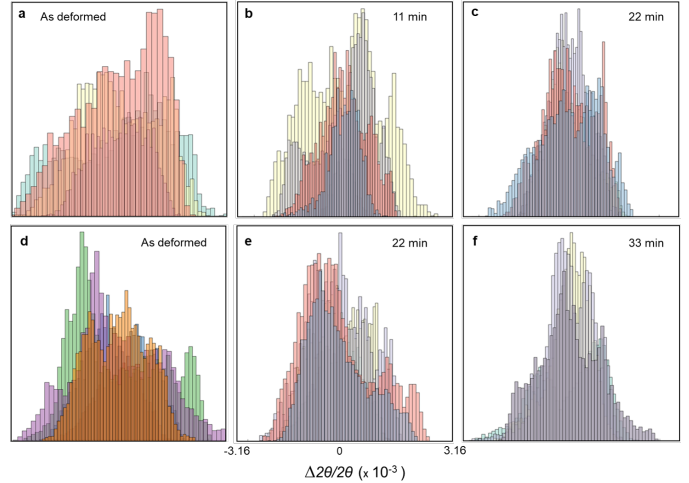 a As deformed
b 11 min
c 22 min
d As deformed
e 22 min
f 33 min
-3.16 0 3.16
Δ2θ/2θ (x 10⁻³)